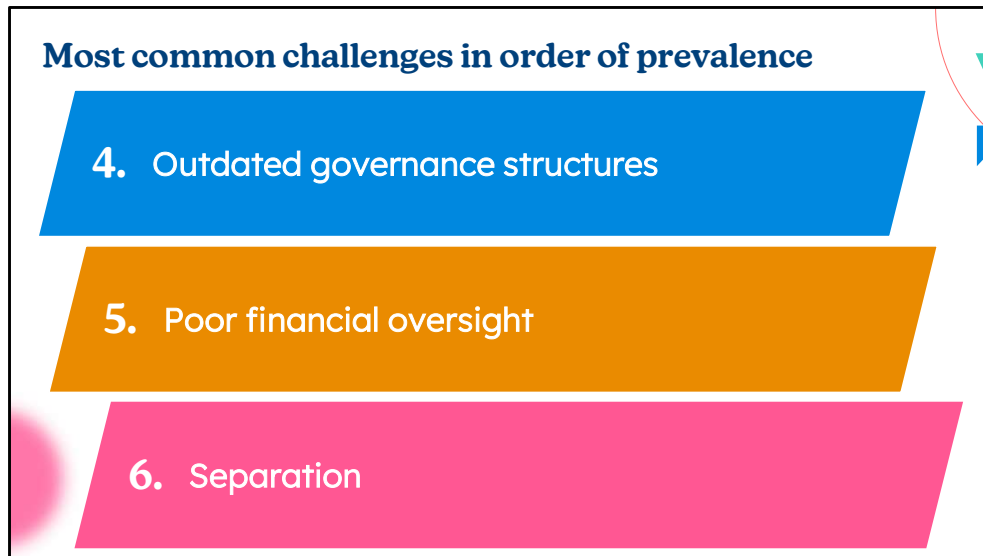 Most common challenges in order of prevalence
4. Outdated governance structures
5. Poor financial oversight
6. Separation